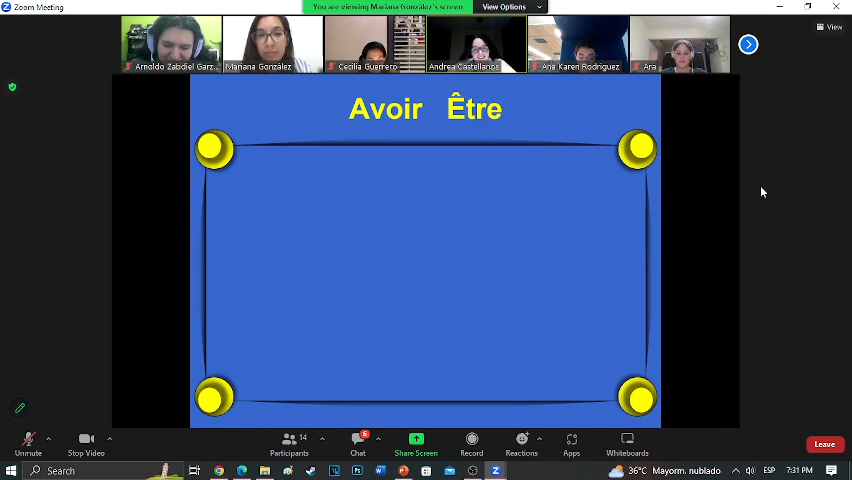 Zoom Meeting
You are viewing Mariana González's screen
View Options
View
Arnoldo Zabdiel Garz...
Mariana González
Cecilia Guerrero
Andrea Castellanos
Ana Karen Rodriguez
Ara
Avoir Être
Unmute
Stop Video
14
Participants
6
Chat
Share Screen
Record
Reactions
Apps
Whiteboards
Leave
Search
36°C Mayorm. nublado
ESP
7:31 PM